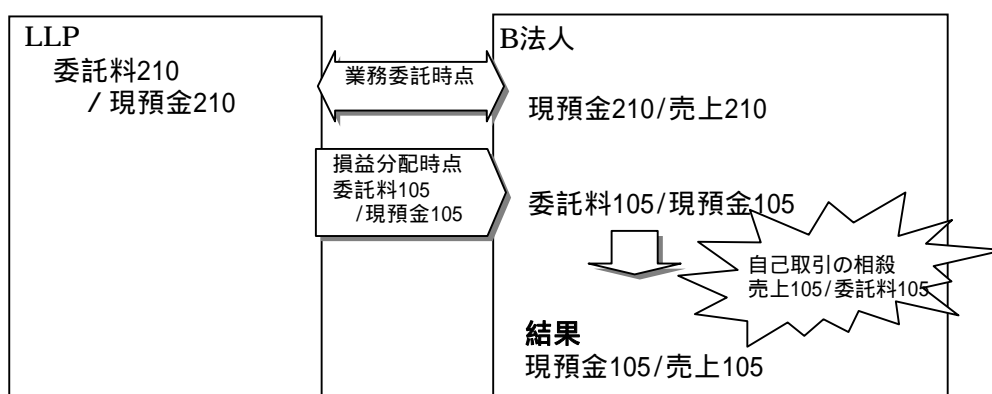 LLP
委託料210
/現預金210
業務委託時点
損益分配時点
委託料105
/現預金105
B法人
現預金210/売上210
委託料105/現預金105
自己取引の相殺
売上105/委託料105
結果
現預金105/売上105